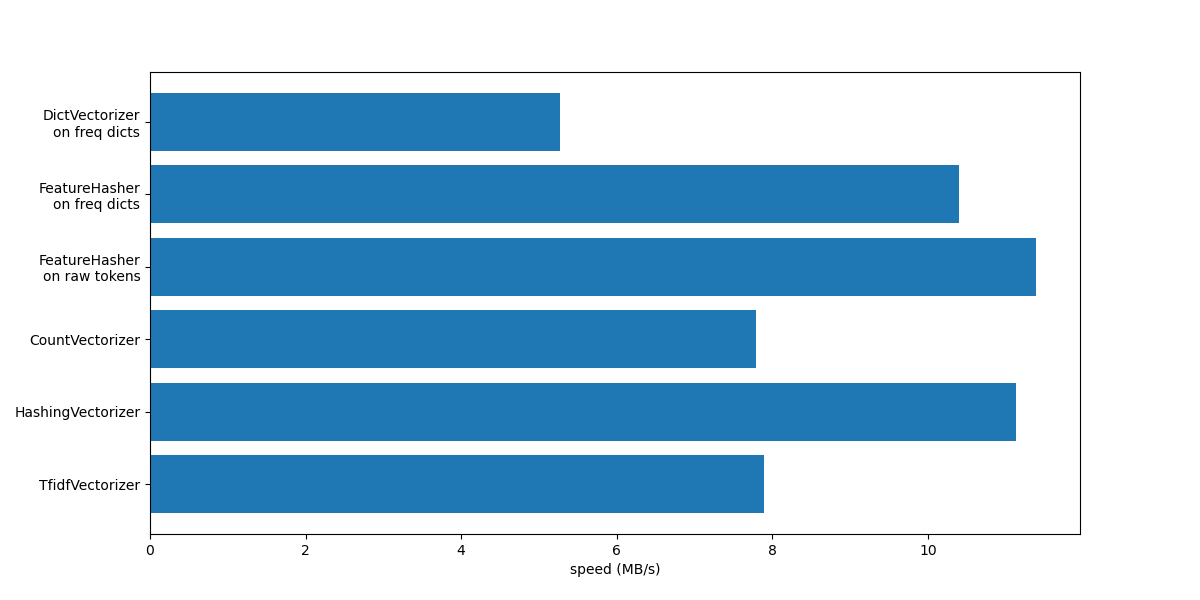 DictVectorizer
on freq dicts
FeatureHasher
on freq dicts
FeatureHasher
on raw tokens
CountVectorizer
HashingVectorizer
TfidfVectorizer
0 2 4 6 8 10
speed (MB/s)